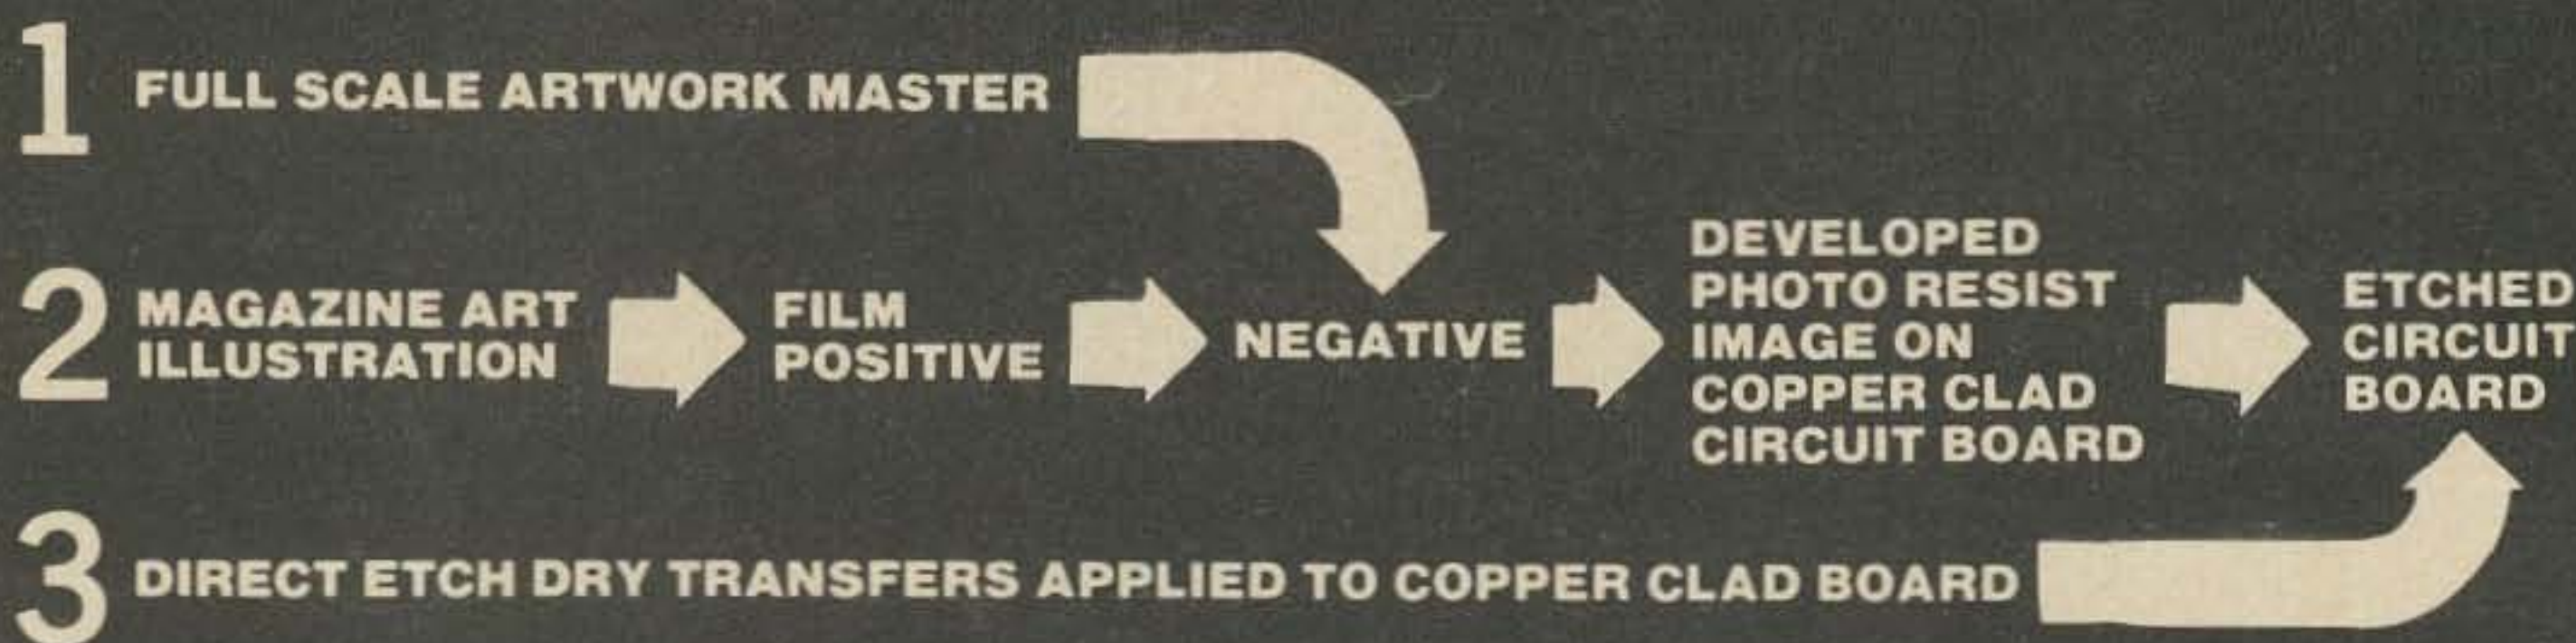 1 FULL SCALE ARTWORK MASTER
2 MAGAZINE ART
ILLUSTRATION
FILM
POSITIVE
NEGATIVE
DEVELOPED
PHOTO RESIST
IMAGE ON
COPPER CLAD
CIRCUIT BOARD
ETCHED
CIRCUIT
BOARD
3 DIRECT ETCH DRY TRANSFERS APPLIED TO COPPER CLAD BOARD